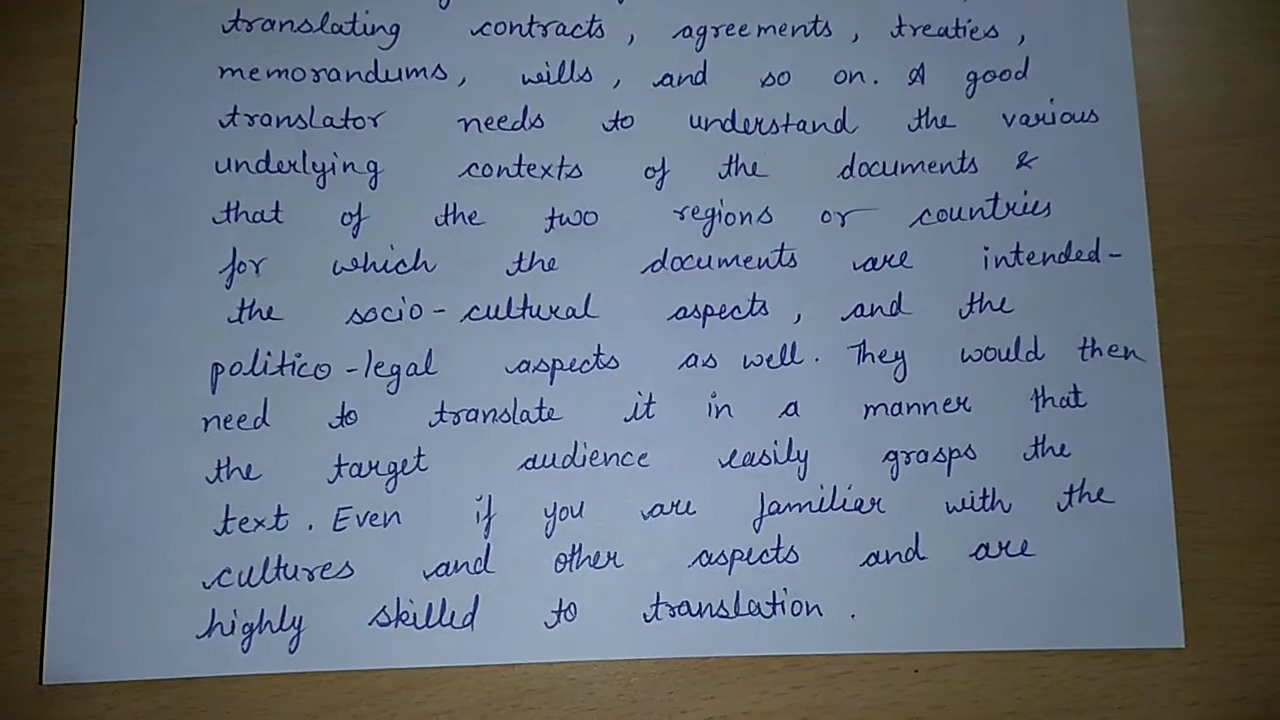 translating contracts, agreements, treaties,
memorandums, wills, and so on. A good
translator needs to understand the various
underlying contexts of the documents &
that of the two regions or countries
for which the documents are intended-
the socio-cultural aspects, and the
politico-legal aspects as well. They would then
need to translate it in a manner that
the target audience easily grasps the
text. Even if you are familiar with the
cultures and other aspects and are
highly skilled to translation.